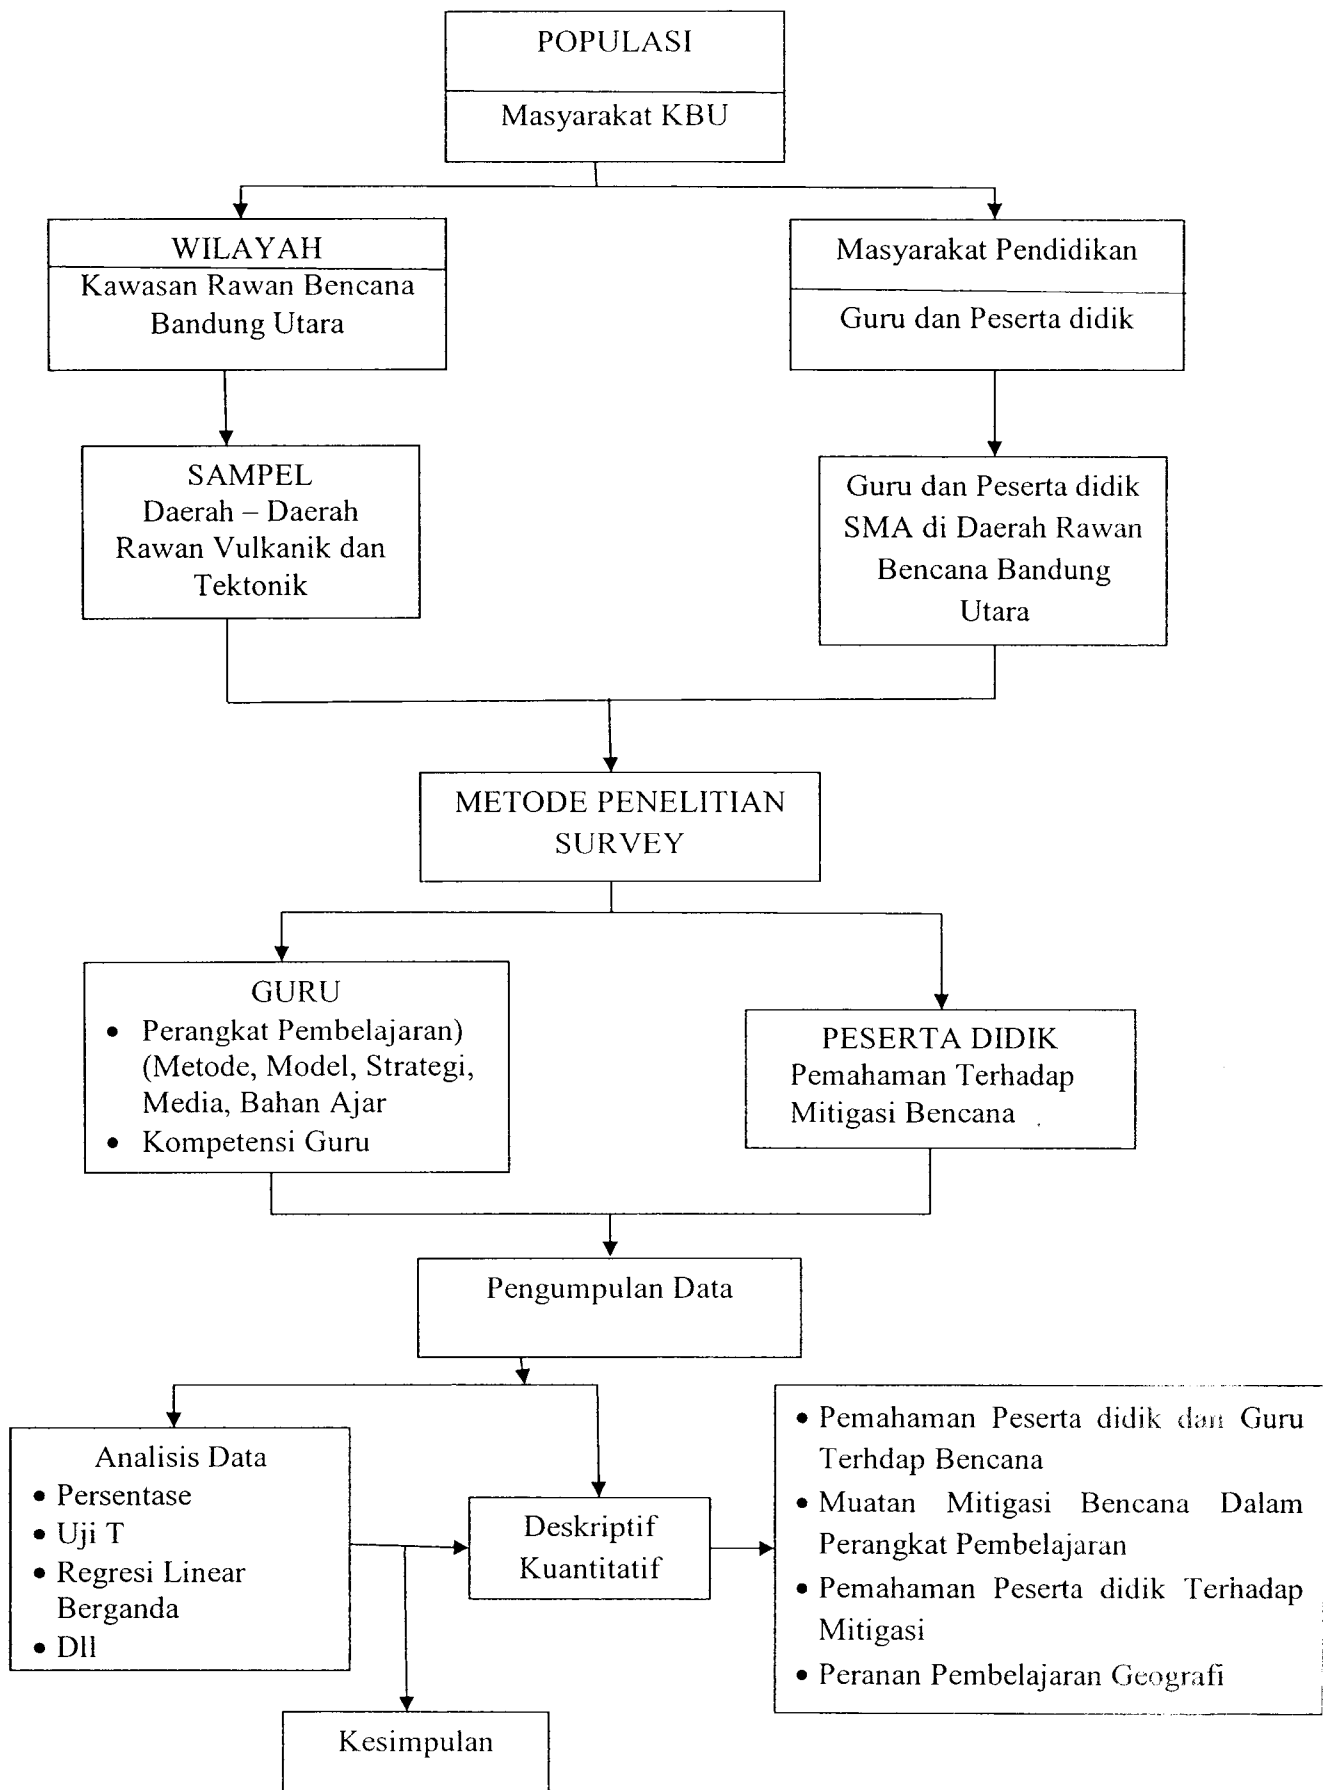 POPULASI
Masyarakat KBU
WILAYAH
Kawasan Rawan Bencana
Bandung Utara
Masyarakat Pendidikan
Guru dan Peserta didik
SAMPEL
Daerah – Daerah
Rawan Vulkanik dan
Tektonik
Guru dan Peserta didik
SMA di Daerah Rawan
Bencana Bandung
Utara
METODE PENELITIAN
SURVEY
GURU
• Perangkat Pembelajaran)
(Metode, Model, Strategi,
Media, Bahan Ajar
• Kompetensi Guru
PESERTA DIDIK
Pemahaman Terhadap
Mitigasi Bencana
Pengumpulan Data
Analisis Data
• Persentase
• Uji T
• Regresi Linear
Berganda
• Dll
Deskriptif
Kuantitatif
• Pemahaman Peserta didik dan Guru
Terhdap Bencana
• Muatan Mitigasi Bencana Dalam
Perangkat Pembelajaran
• Pemahaman Peserta didik Terhadap
Mitigasi
• Peranan Pembelajaran Geografi
Kesimpulan